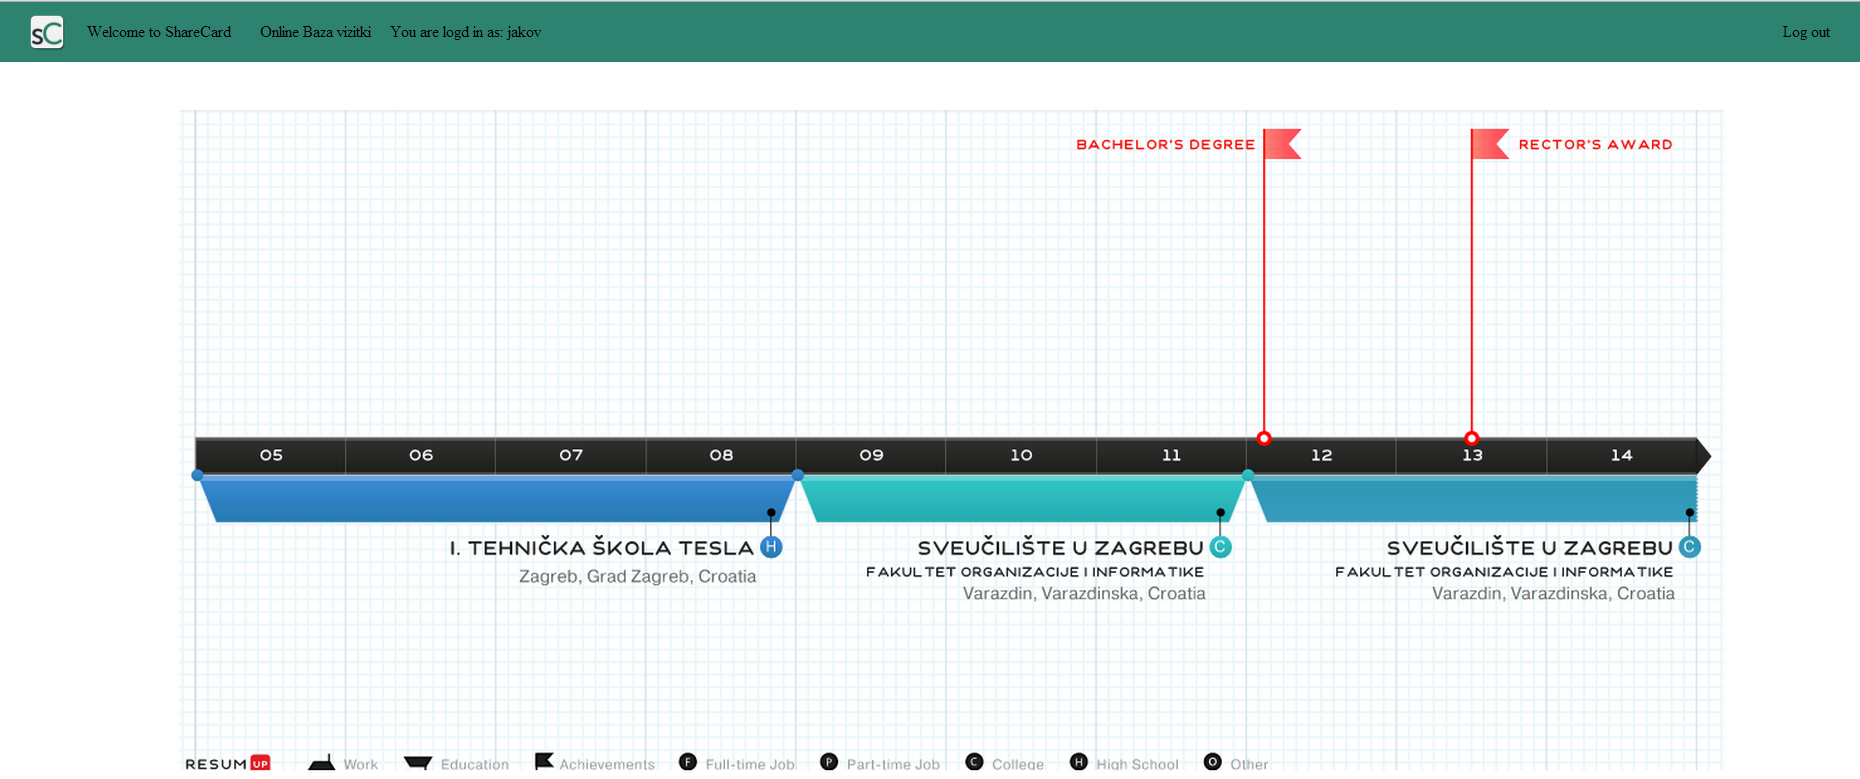 sC Welcome to ShareCard Online Baza vizitki You are logd in as: jakov Log out
BACHELOR'S DEGREE RECTOR'S AWARD
05 06 07 08 09 10 11 12 13 14
I. TEHNIČKA ŠKOLA TESLA H SVEUČILIŠTE U ZAGREBU C SVEUČILIŠTE U ZAGREBU C
FAKULTET ORGANIZACIJE I INFORMATIKE FAKULTET ORGANIZACIJE I INFORMATIKE
Zagreb, Grad Zagreb, Croatia Varazdin, Varazdinska, Croatia Varazdin, Varazdinska, Croatia
RESUM UP Work Education Achievements F Full-time Job P Part-time Job C College H High School O Other